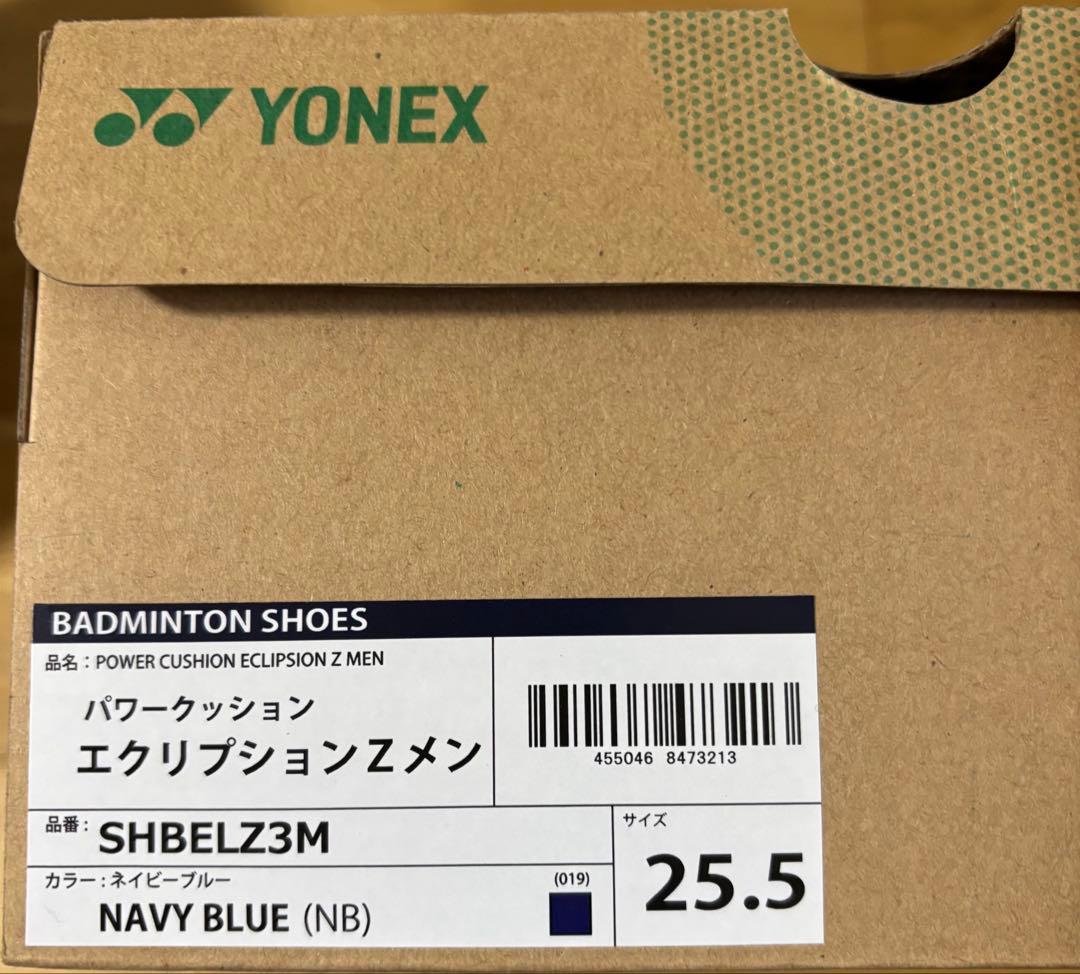 YONEX
BADMINTON SHOES
品名：POWER CUSHION ECLIPSION Z MEN
パワークッション
エクリプションZメン
455046 8473213
品番：SHBELZ3M
サイズ
25.5
カラー：ネイビーブルー
(019)
NAVY BLUE (NB)